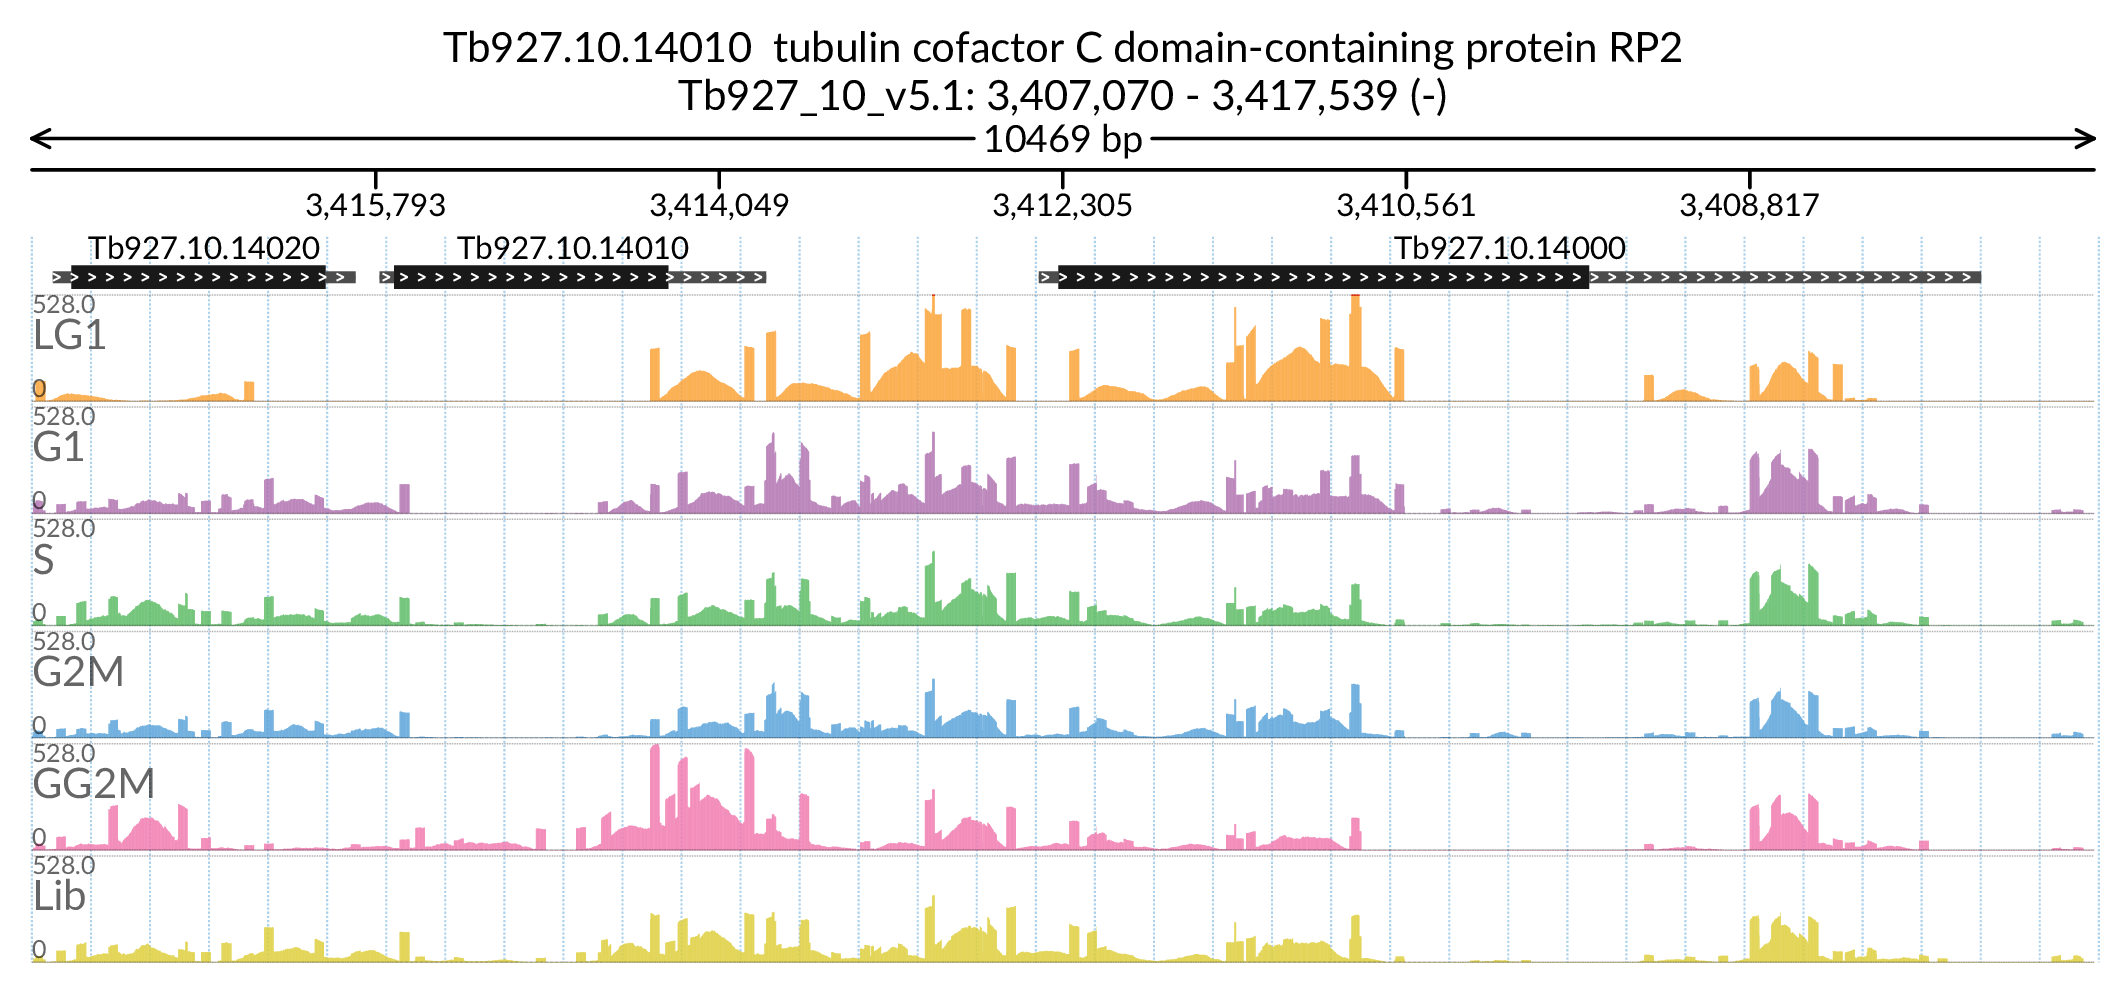 Tb927.10.14010  tubulin cofactor C domain-containing protein RP2
Tb927_10_v5.1: 3,407,070 - 3,417,539 (-)
10469 bp
3,415,793 3,414,049 3,412,305 3,410,561 3,408,817
Tb927.10.14020 Tb927.10.14010 Tb927.10.14000
528.0
LG1
0
528.0
G1
0
528.0
S
0
528.0
G2M
0
528.0
GG2M
0
528.0
Lib
0